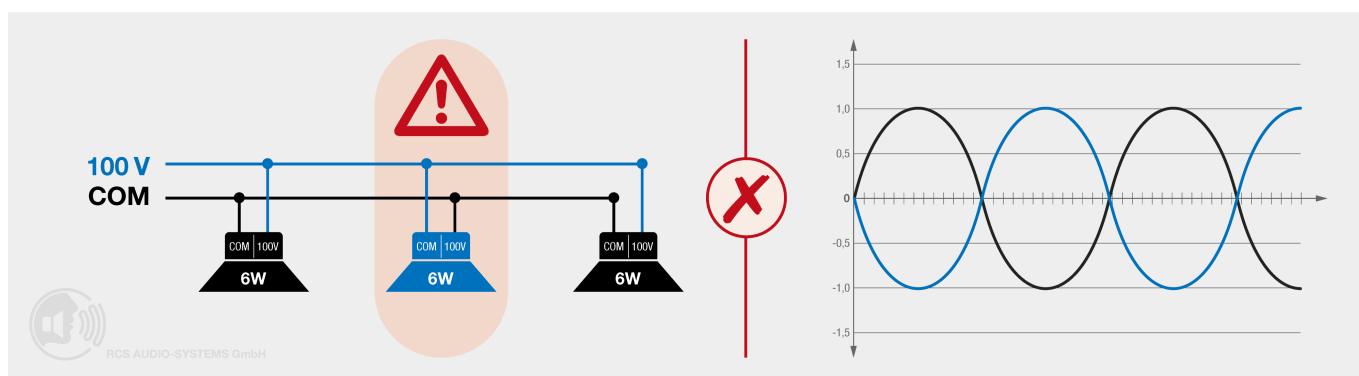 100 V
COM
COM 100V
6W
COM 100V
6W
COM 100V
6W
RCS AUDIO-SYSTEMS GmbH
1,5
1,0
0,5
0
-0,5
-1,0
-1,5